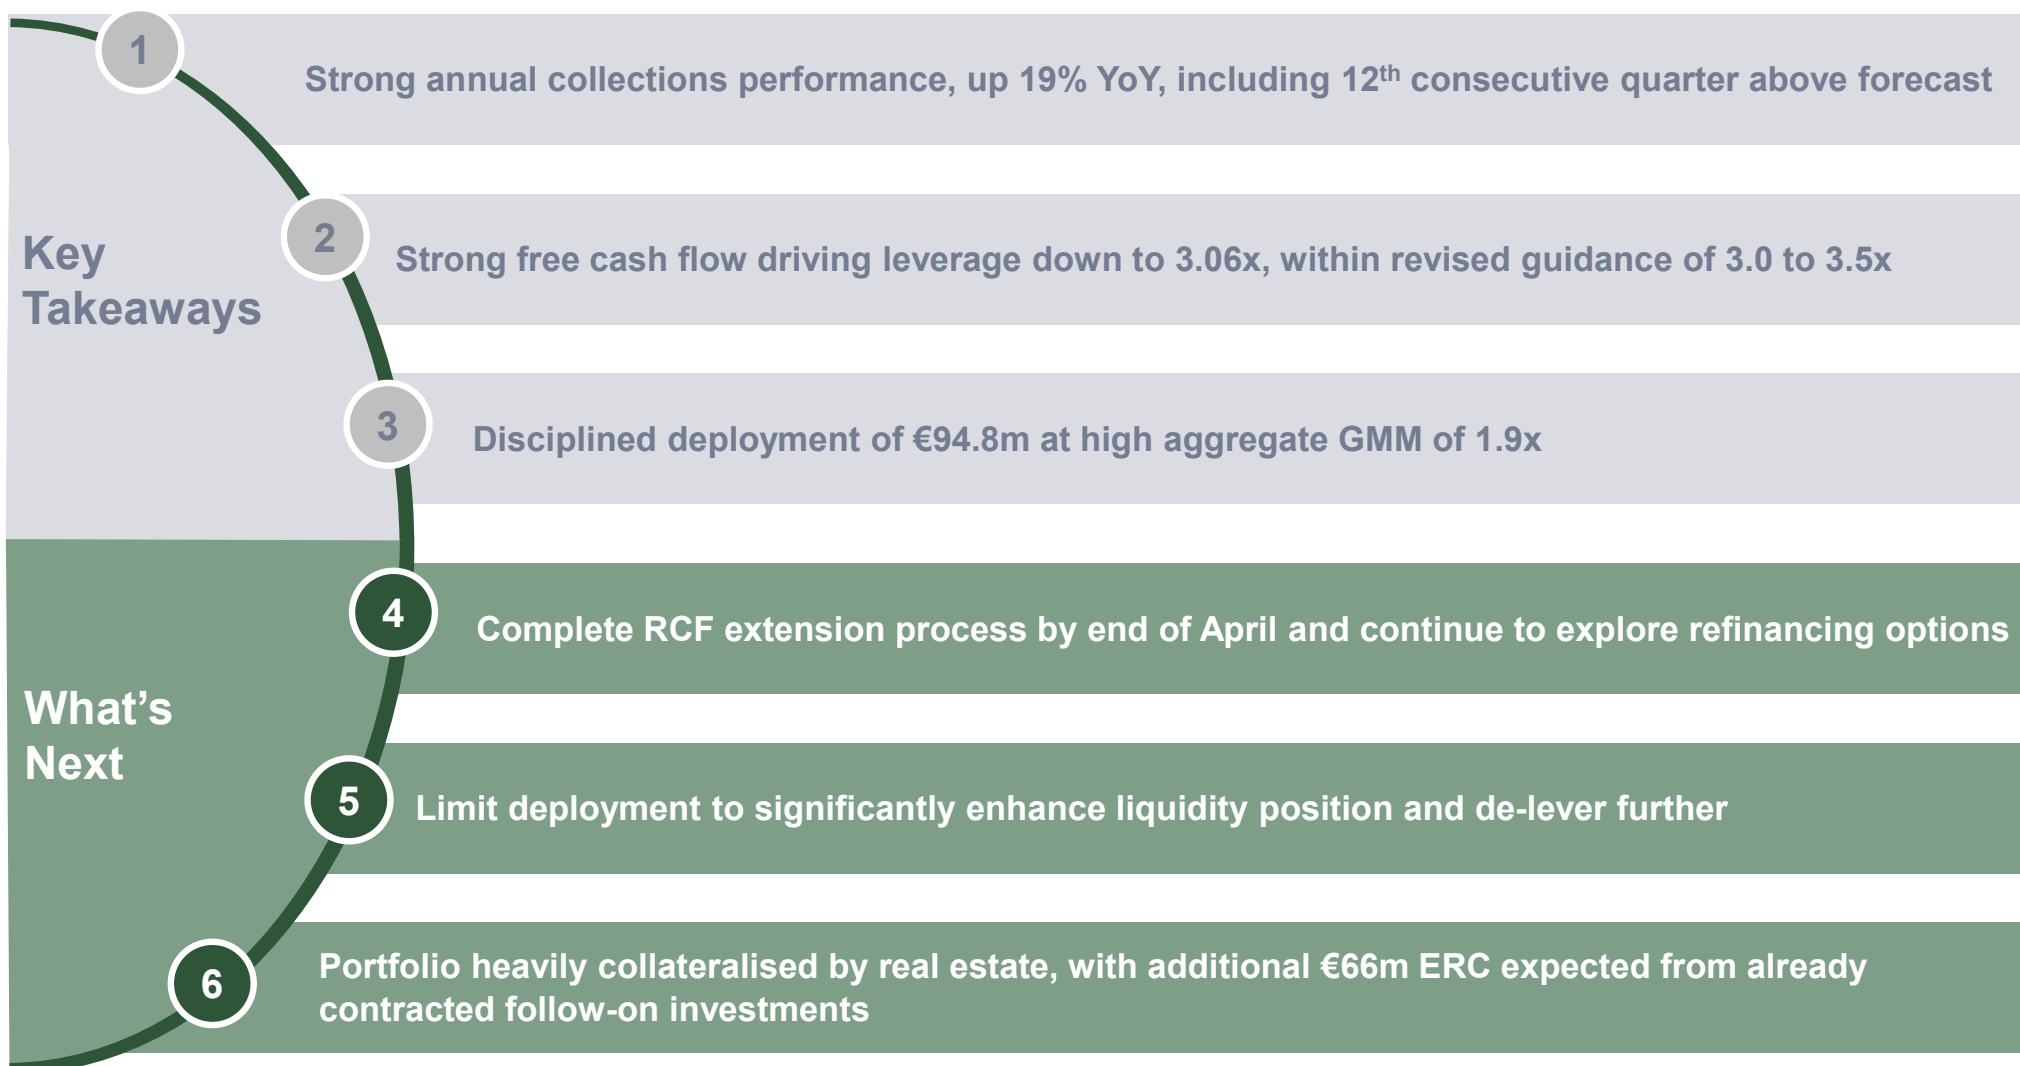 1
Strong annual collections performance, up 19% YoY, including 12th consecutive quarter above forecast
Key
Takeaways
2
Strong free cash flow driving leverage down to 3.06x, within revised guidance of 3.0 to 3.5x
3
Disciplined deployment of €94.8m at high aggregate GMM of 1.9x
4
Complete RCF extension process by end of April and continue to explore refinancing options
What’s
Next
5
Limit deployment to significantly enhance liquidity position and de-lever further
6
Portfolio heavily collateralised by real estate, with additional €66m ERC expected from already
contracted follow-on investments